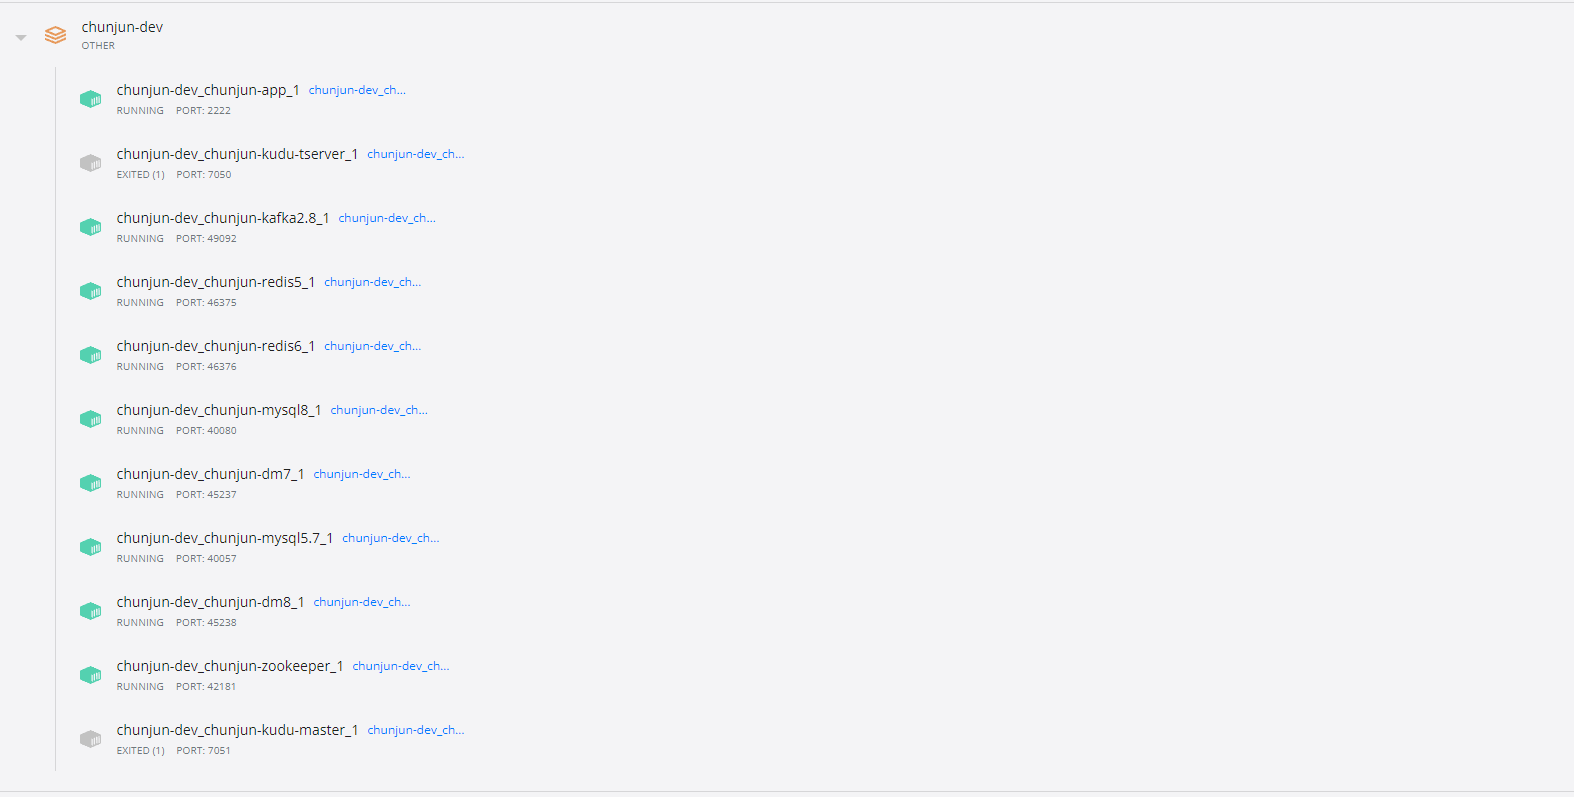 chunjun-dev
OTHER
chunjun-dev_chunjun-app_1 chunjun-dev_ch...
RUNNING PORT: 2222
chunjun-dev_chunjun-kudu-tserver_1 chunjun-dev_ch...
EXITED (1) PORT: 7050
chunjun-dev_chunjun-kafka2.8_1 chunjun-dev_ch...
RUNNING PORT: 49092
chunjun-dev_chunjun-redis5_1 chunjun-dev_ch...
RUNNING PORT: 46375
chunjun-dev_chunjun-redis6_1 chunjun-dev_ch...
RUNNING PORT: 46376
chunjun-dev_chunjun-mysql8_1 chunjun-dev_ch...
RUNNING PORT: 40080
chunjun-dev_chunjun-dm7_1 chunjun-dev_ch...
RUNNING PORT: 45237
chunjun-dev_chunjun-mysql5.7_1 chunjun-dev_ch...
RUNNING PORT: 40057
chunjun-dev_chunjun-dm8_1 chunjun-dev_ch...
RUNNING PORT: 45238
chunjun-dev_chunjun-zookeeper_1 chunjun-dev_ch...
RUNNING PORT: 42181
chunjun-dev_chunjun-kudu-master_1 chunjun-dev_ch...
EXITED (1) PORT: 7051